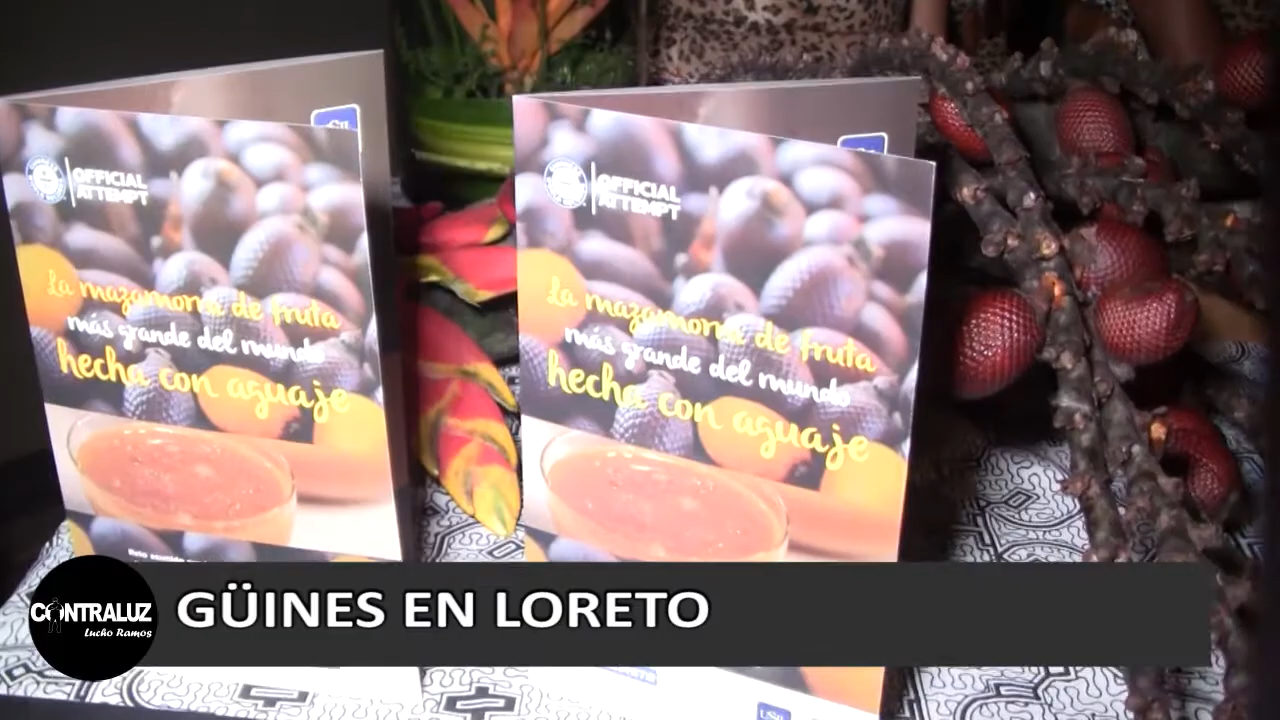 OFFICIAL
ATTEMPT
La mazamorra de fruta
más grande del mundo
hecha con aguaje
OFFICIAL
ATTEMPT
La mazamorra de fruta
más grande del mundo
hecha con aguaje
CONTRALUZ
Lucho Ramos
GÜINES EN LORETO